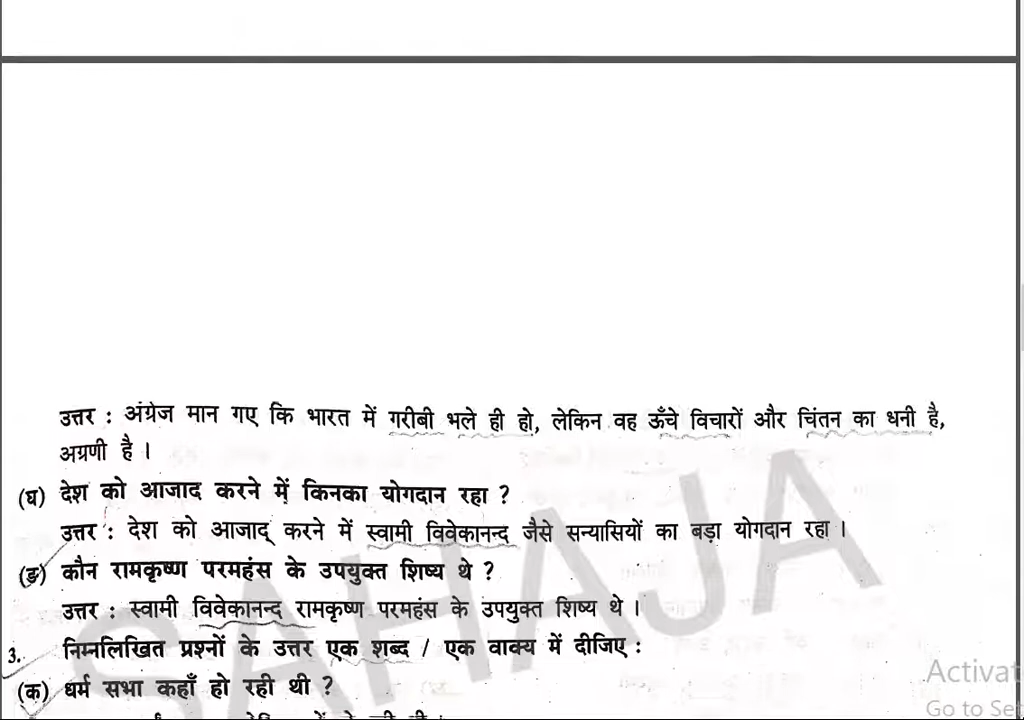 उत्तर : अंग्रेज मान गए कि भारत में गरीबी भले ही हो, लेकिन वह ऊँचे विचारों और चिंतन का धनी है,
अग्रणी है ।
(घ) देश को आजाद करने में किनका योगदान रहा ?
उत्तर : देश को आजाद् करने में स्वामी विवेकानन्द जैसे सन्यासियों का बड़ा योगदान रहा ।
(ङ) कौन रामकृष्ण परमहंस के उपयुक्त शिष्य थे ?
उत्तर : स्वामी विवेकानन्द रामकृष्ण परमहंस के उपयुक्त शिष्य थे ।
3. निम्नलिखित प्रश्नों के उत्तर एक शब्द / एक वाक्य में दीजिए :
(क) धर्म सभा कहाँ हो रही थी ?
SAHAJA
Activat
Go to Set